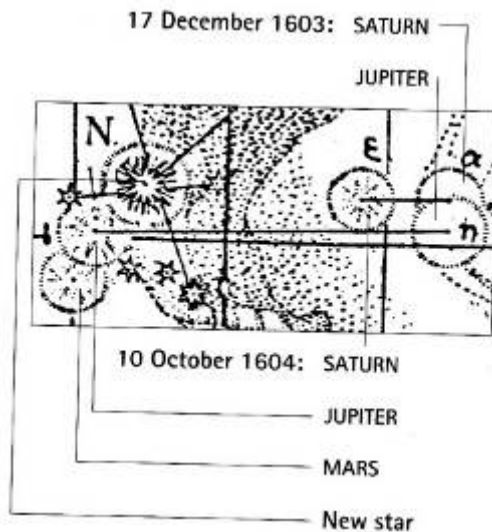 17 December 1603: SATURN
JUPITER
N
ε
α
η
10 October 1604: SATURN
JUPITER
MARS
New star